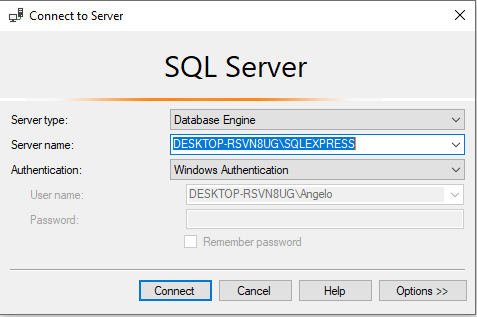 Connect to Server
SQL Server
Server type: Database Engine
Server name: DESKTOP-RSVN8UG\SQLEXPRESS
Authentication: Windows Authentication
User name: DESKTOP-RSVN8UG\Angelo
Password:
Remember password
Connect Cancel Help Options >>